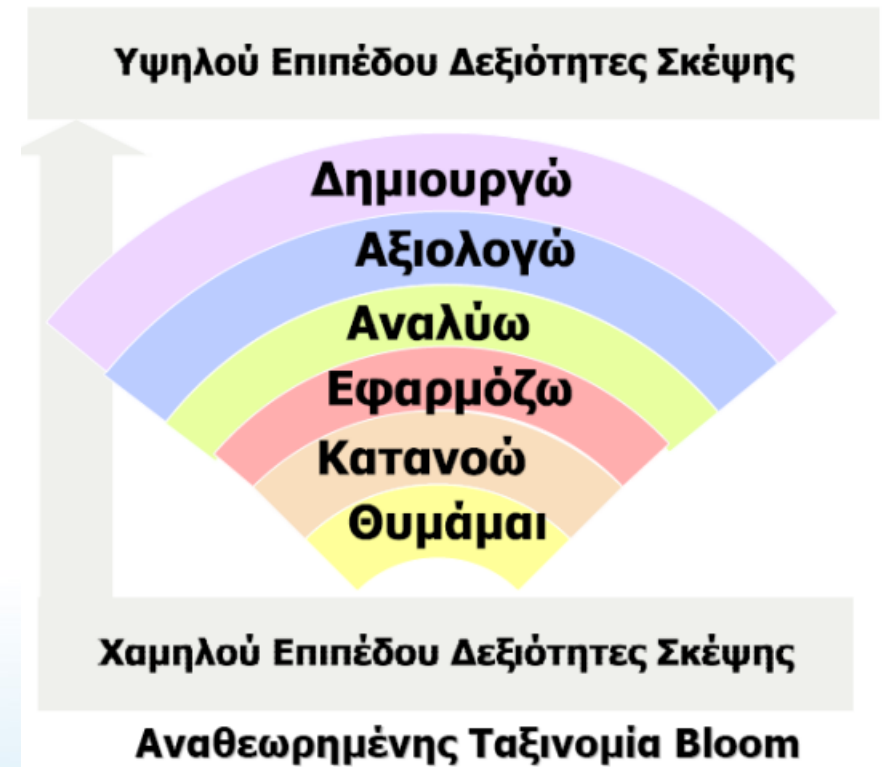 Υψηλού Επιπέδου Δεξιότητες Σκέψης
Δημιουργώ
Αξιολογώ
Αναλύω
Εφαρμόζω
Κατανοώ
Θυμάμαι
Χαμηλού Επιπέδου Δεξιότητες Σκέψης
Αναθεωρημένης Ταξινομία Bloom